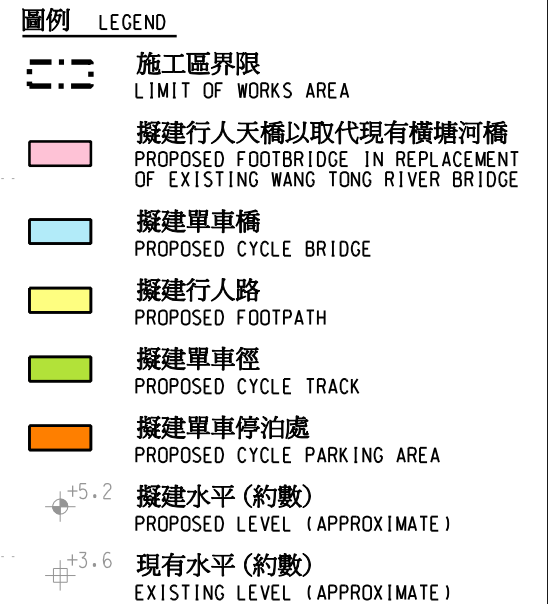 圖例 LEGEND
施工區界限
LIMIT OF WORKS AREA
擬建行人天橋以取代現有橫塘河橋
PROPOSED FOOTBRIDGE IN REPLACEMENT
OF EXISTING WANG TONG RIVER BRIDGE
擬建單車橋
PROPOSED CYCLE BRIDGE
擬建行人路
PROPOSED FOOTPATH
擬建單車徑
PROPOSED CYCLE TRACK
擬建單車停泊處
PROPOSED CYCLE PARKING AREA
+5.2 擬建水平 (約數)
PROPOSED LEVEL (APPROXIMATE)
+3.6 現有水平 (約數)
EXISTING LEVEL (APPROXIMATE)